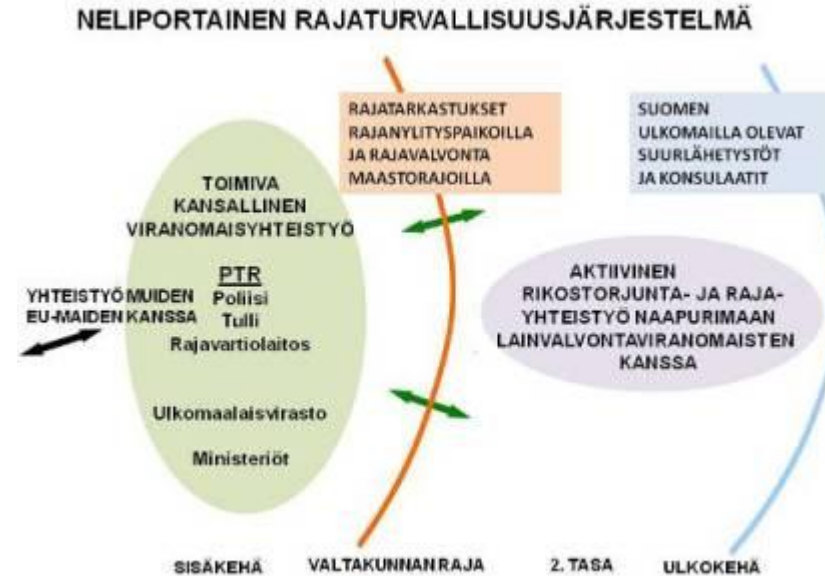 NELIPORTAINEN RAJATURVALLISUUSJÄRJESTELMÄ
RAJATARKASTUKSET
RAJANYLITYSPAIKOILLA
JA RAJAVALVONTA
MAASTORAJOILLA
SUOMEN
ULKOMAILLA OLEVAT
SUURLÄHETYSTÖT
JA KONSULAATIT
TOIMIVA
KANSALLINEN
VIRANOMAISYHTEISTYÖ
PTR
Poliisi
Tulli
Rajavartiolaitos
Ulkomaalaisvirasto
Ministeriöt
YHTEISTYÖ MUIDEN
EU-MAIDEN KANSSA
AKTIIVINEN
RIKOSTORJUNTA- JA RAJA-
YHTEISTYÖ NAAPURIMAAN
LAINVALVONTAVIRANOMAISTEN
KANSSA
SISÄKEHÄ
VALTAKUNNAN RAJA
2. TASA
ULKOKEHÄ